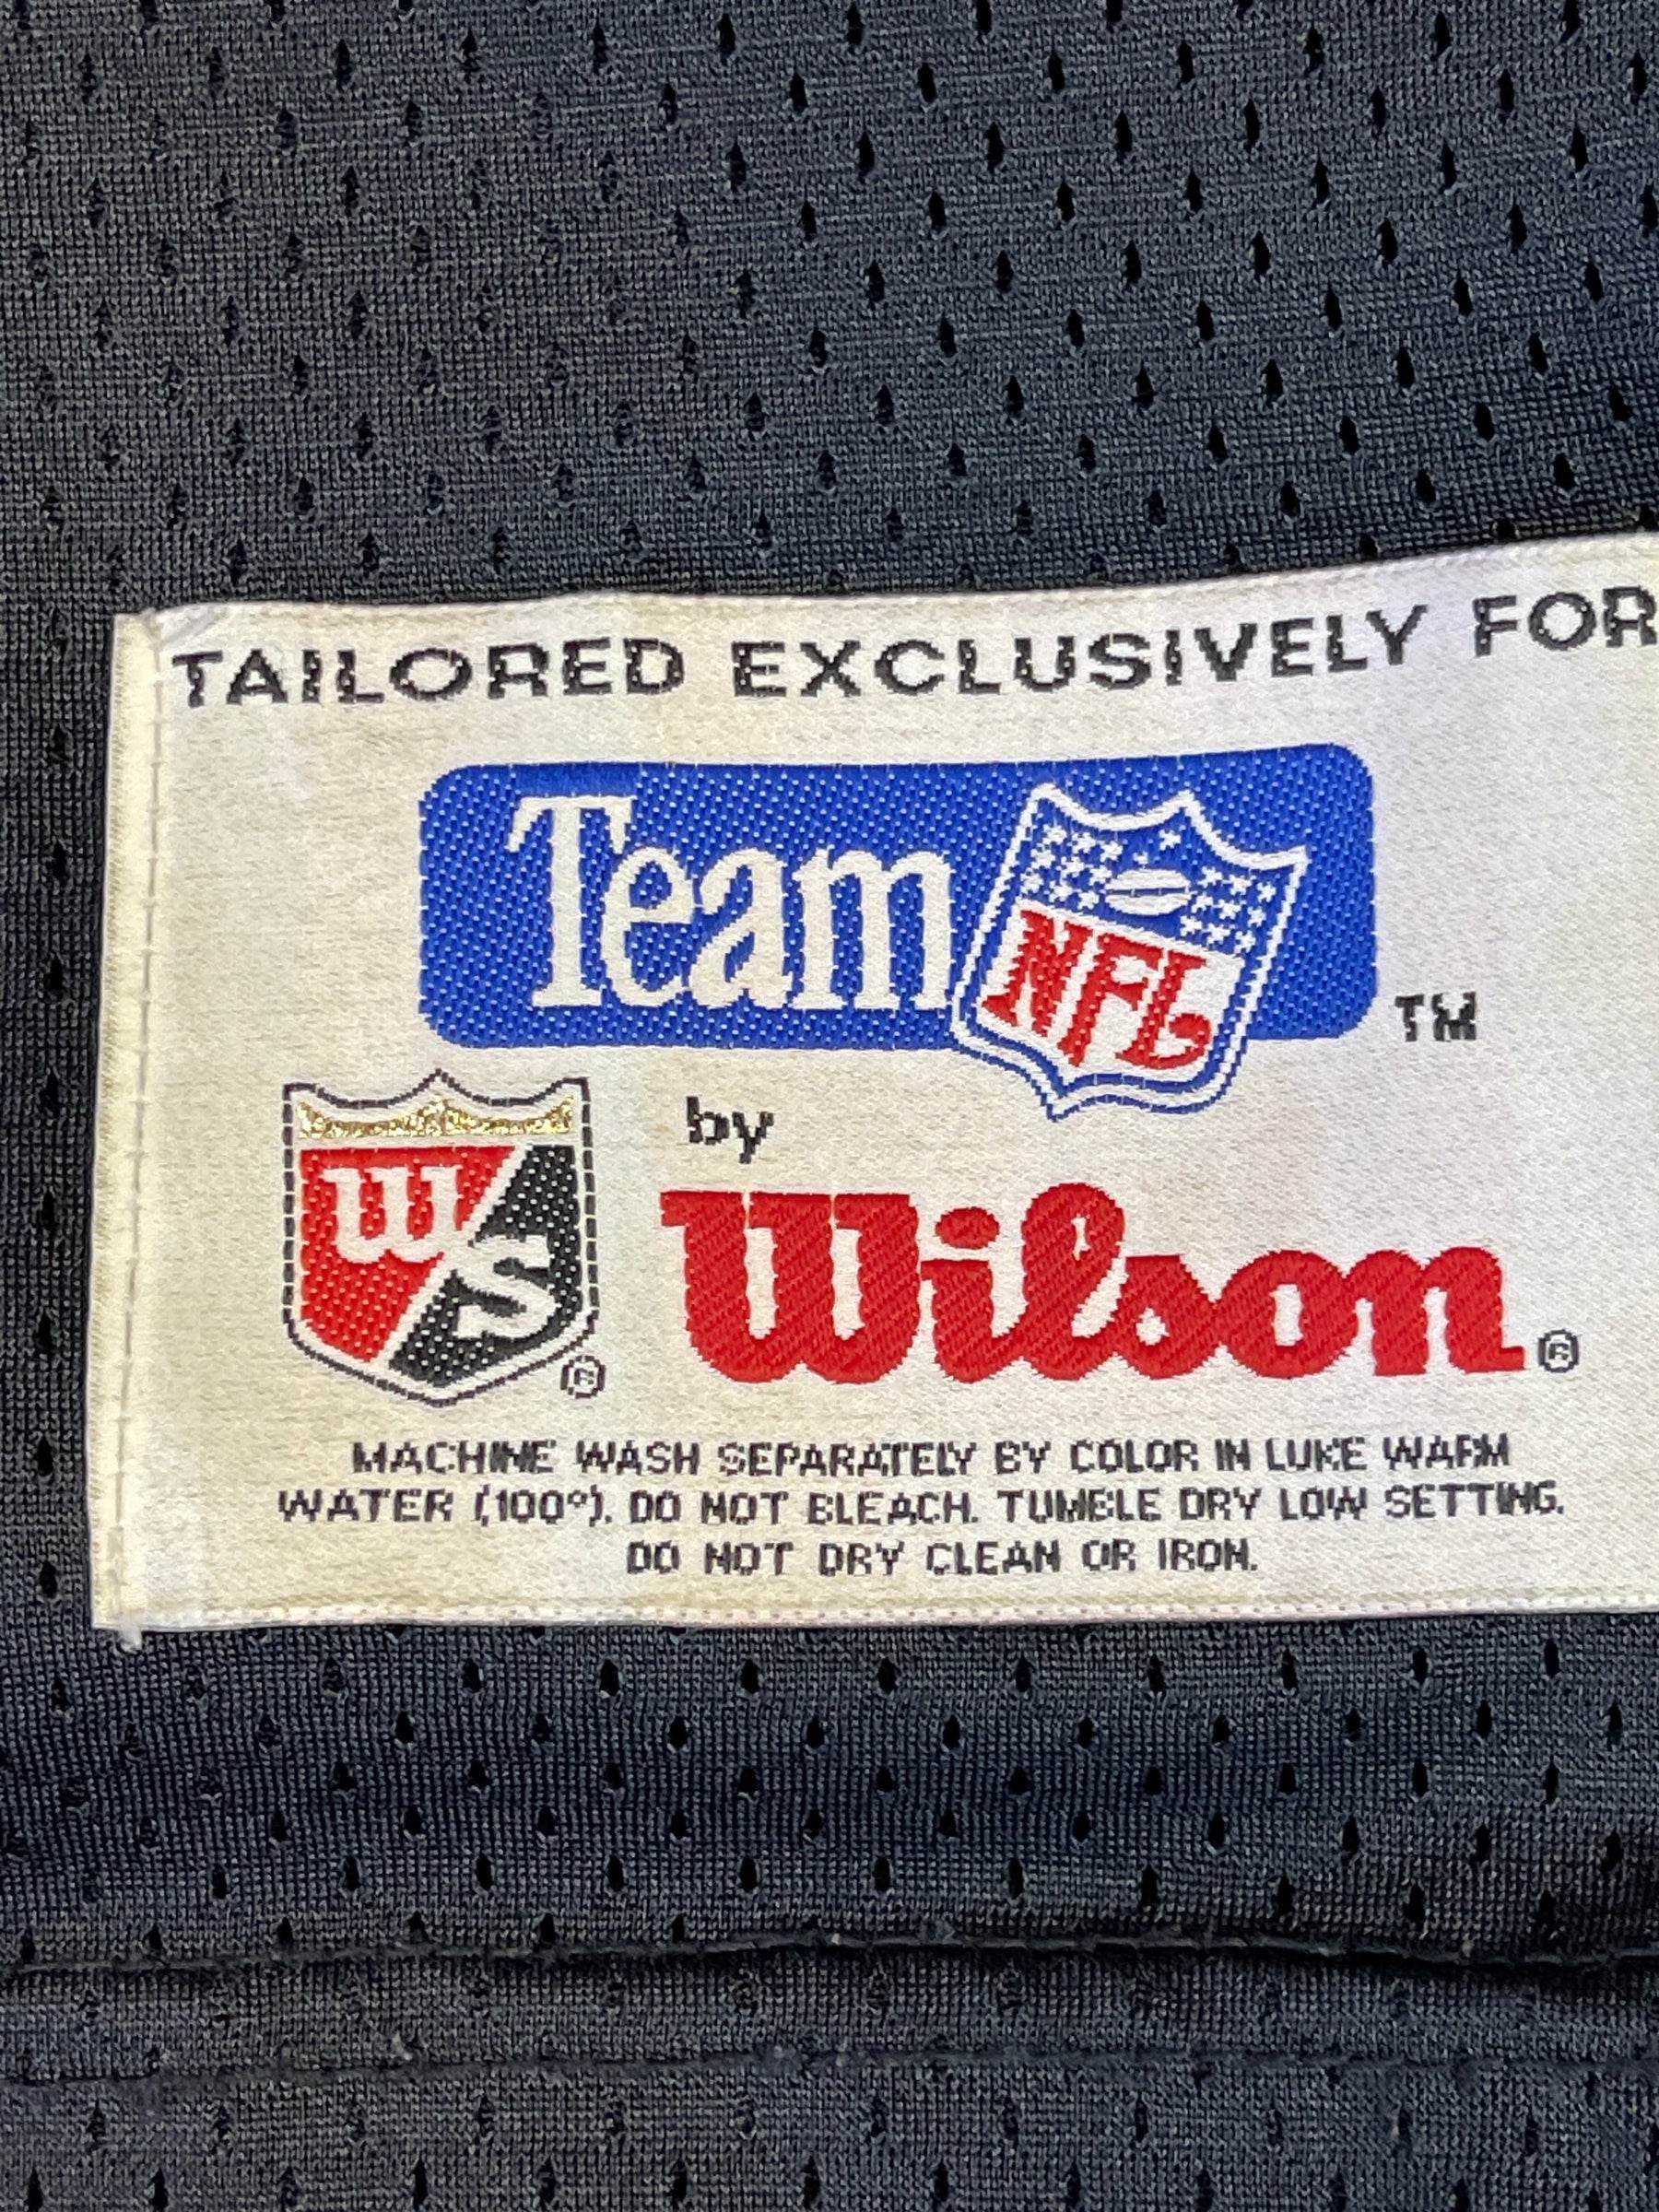 TAILORED EXCLUSIVELY FOR
Team NFL TM
by
WS ® Wilson ®
MACHINE WASH SEPARATELY BY COLOR IN LUKE WARM
WATER (100°). DO NOT BLEACH. TUMBLE DRY LOW SETTING.
DO NOT DRY CLEAN OR IRON.